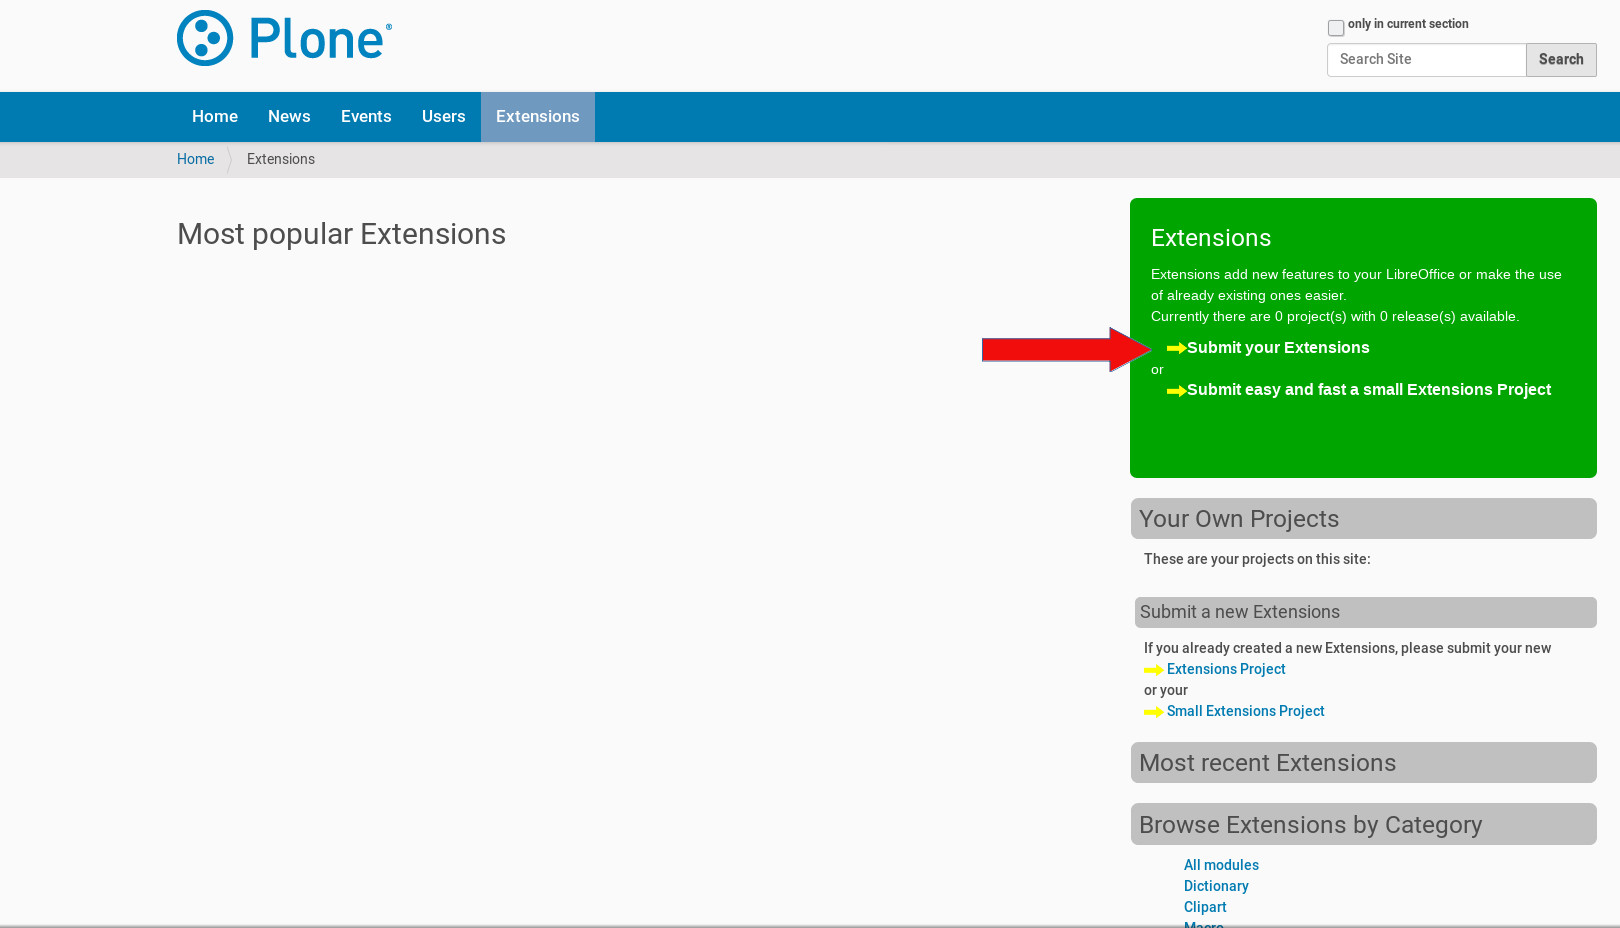 Plone®
only in current section
Search Site
Search
Home
News
Events
Users
Extensions
Home
Extensions
Most popular Extensions
Extensions
Extensions add new features to your LibreOffice or make the use
of already existing ones easier.
Currently there are 0 project(s) with 0 release(s) available.
Submit your Extensions
or
Submit easy and fast a small Extensions Project
Your Own Projects
These are your projects on this site:
Submit a new Extensions
If you already created a new Extensions, please submit your new
Extensions Project
or your
Small Extensions Project
Most recent Extensions
Browse Extensions by Category
All modules
Dictionary
Clipart
Macro